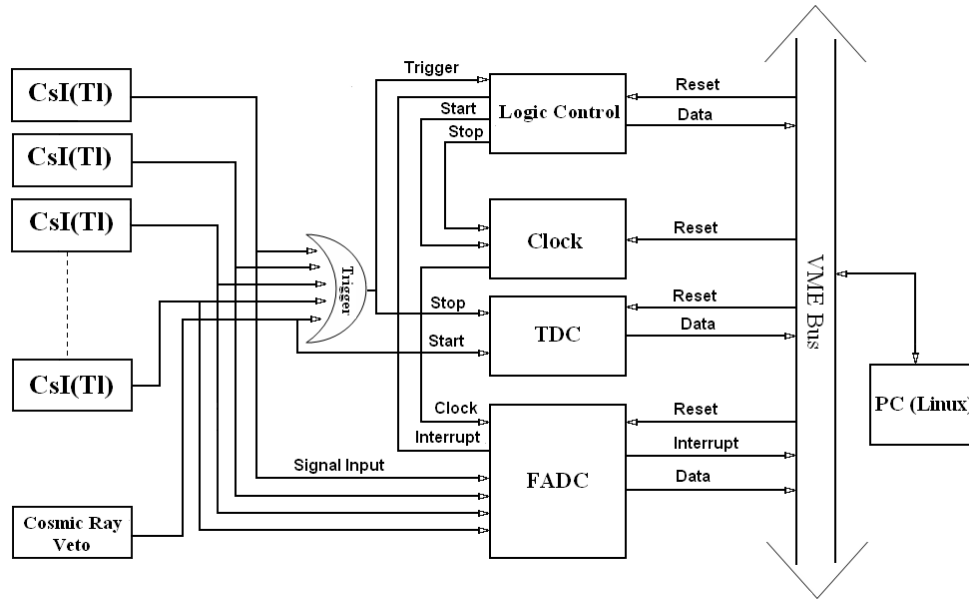 CsI(Tl)
CsI(Tl)
CsI(Tl)
CsI(Tl)
Cosmic Ray
Veto
Trigger
Trigger
Start
Stop
Logic Control
Reset
Data
Clock
Reset
Stop
Start
TDC
Reset
Data
Clock
Interrupt
Signal Input
FADC
Reset
Interrupt
Data
VME Bus
PC (Linux)